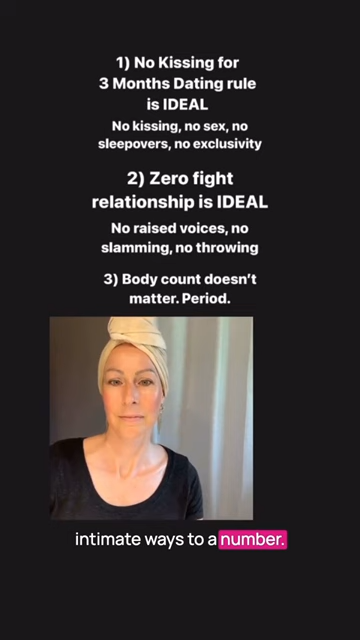 1) No Kissing for
3 Months Dating rule
is IDEAL
No kissing, no sex, no
sleepovers, no exclusivity
2) Zero fight
relationship is IDEAL
No raised voices, no
slamming, no throwing
3) Body count doesn’t
matter. Period.
intimate ways to a number.